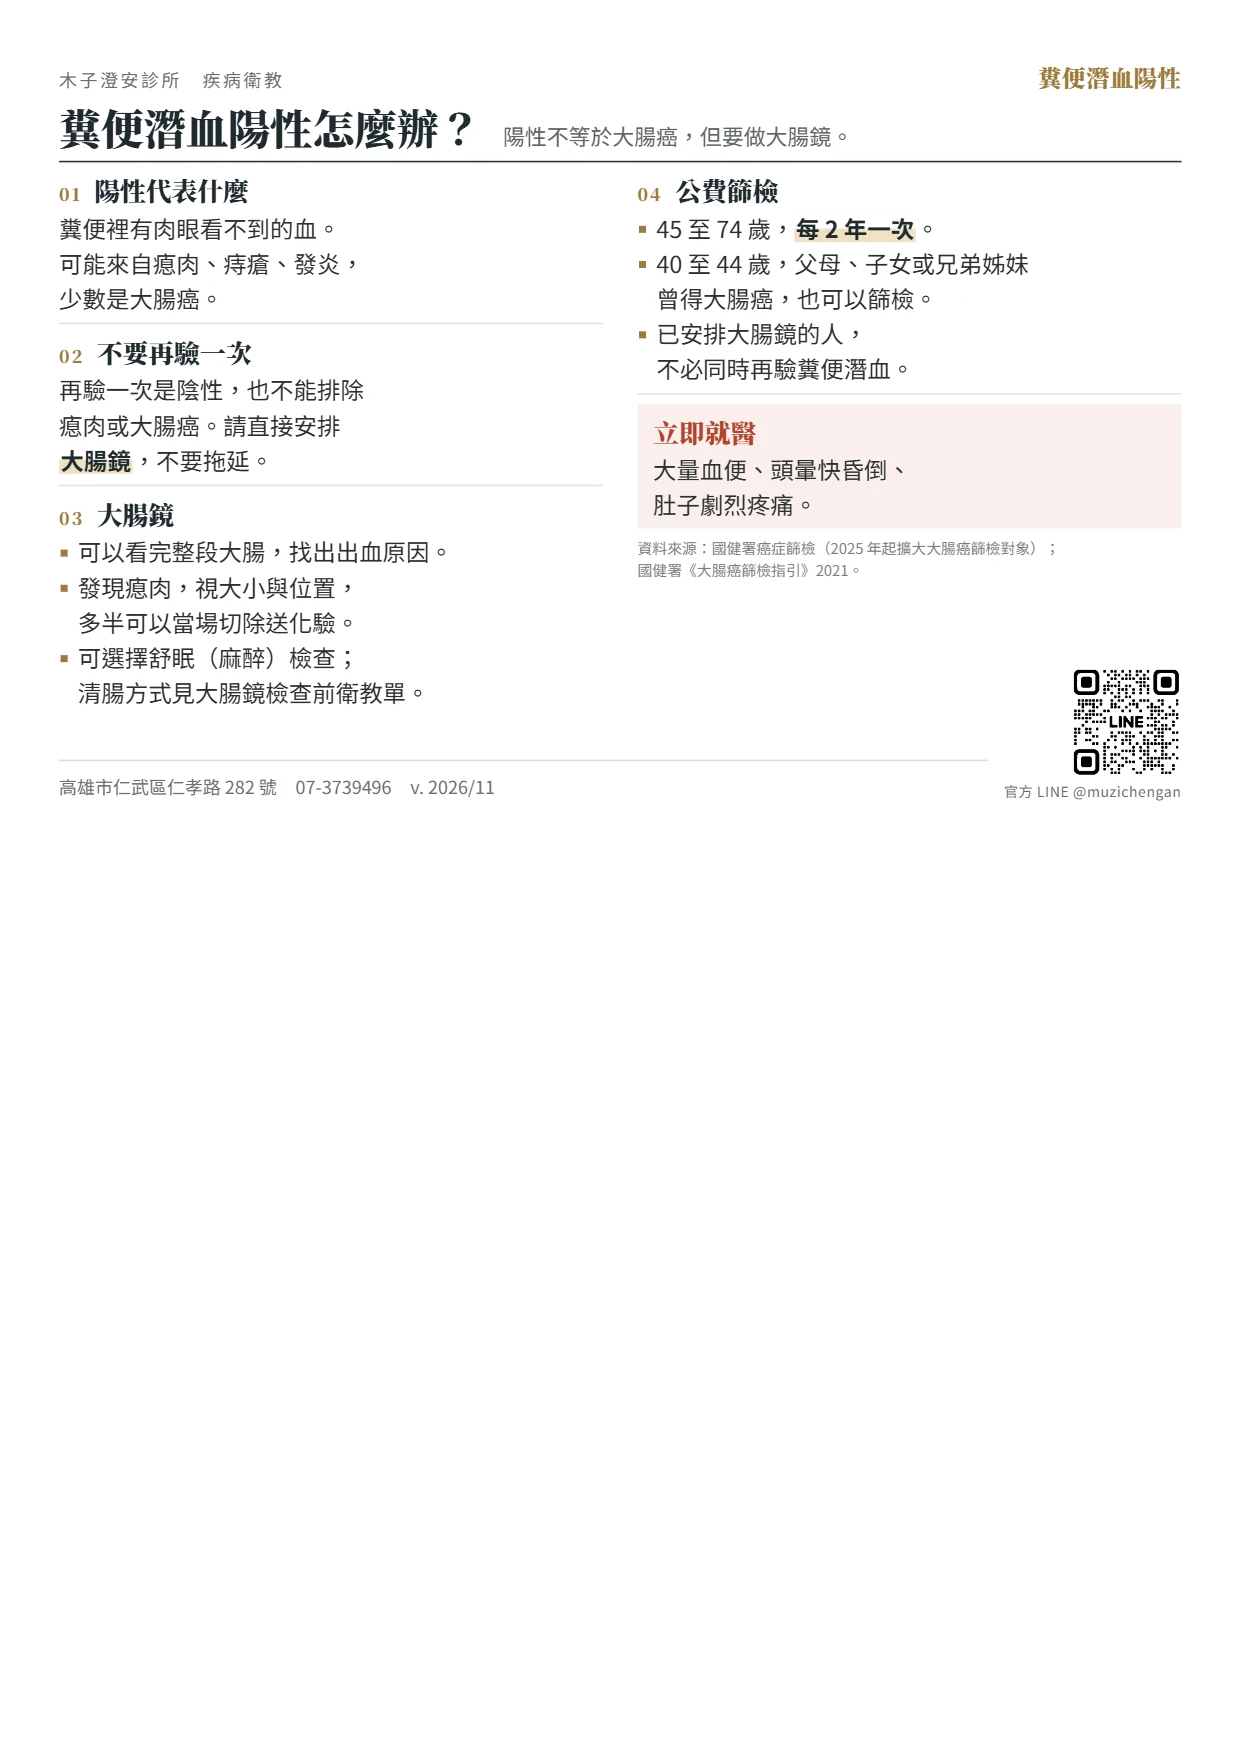 木子澄安診所　疾病衛教
糞便潛血陽性
糞便潛血陽性怎麼辦？　陽性不等於大腸癌，但要做大腸鏡。
01 陽性代表什麼
糞便裡有肉眼看不到的血。
可能來自瘜肉、痔瘡、發炎，
少數是大腸癌。
02 不要再驗一次
再驗一次是陰性，也不能排除
瘜肉或大腸癌。請直接安排
大腸鏡，不要拖延。
03 大腸鏡
▪ 可以看完整段大腸，找出出血原因。
▪ 發現瘜肉，視大小與位置，
多半可以當場切除送化驗。
▪ 可選擇舒眠（麻醉）檢查；
清腸方式見大腸鏡檢查前衛教單。
04 公費篩檢
▪ 45 至 74 歲，每 2 年一次。
▪ 40 至 44 歲，父母、子女或兄弟姊妹
曾得大腸癌，也可以篩檢。
▪ 已安排大腸鏡的人，
不必同時再驗糞便潛血。
立即就醫
大量血便、頭暈快昏倒、
肚子劇烈疼痛。
資料來源：國健署癌症篩檢（2025 年起擴大大腸癌篩檢對象）；
國健署《大腸癌篩檢指引》2021。
LINE
高雄市仁武區仁孝路 282 號　07-3739496　v. 2026/11
官方 LINE @muzichengan